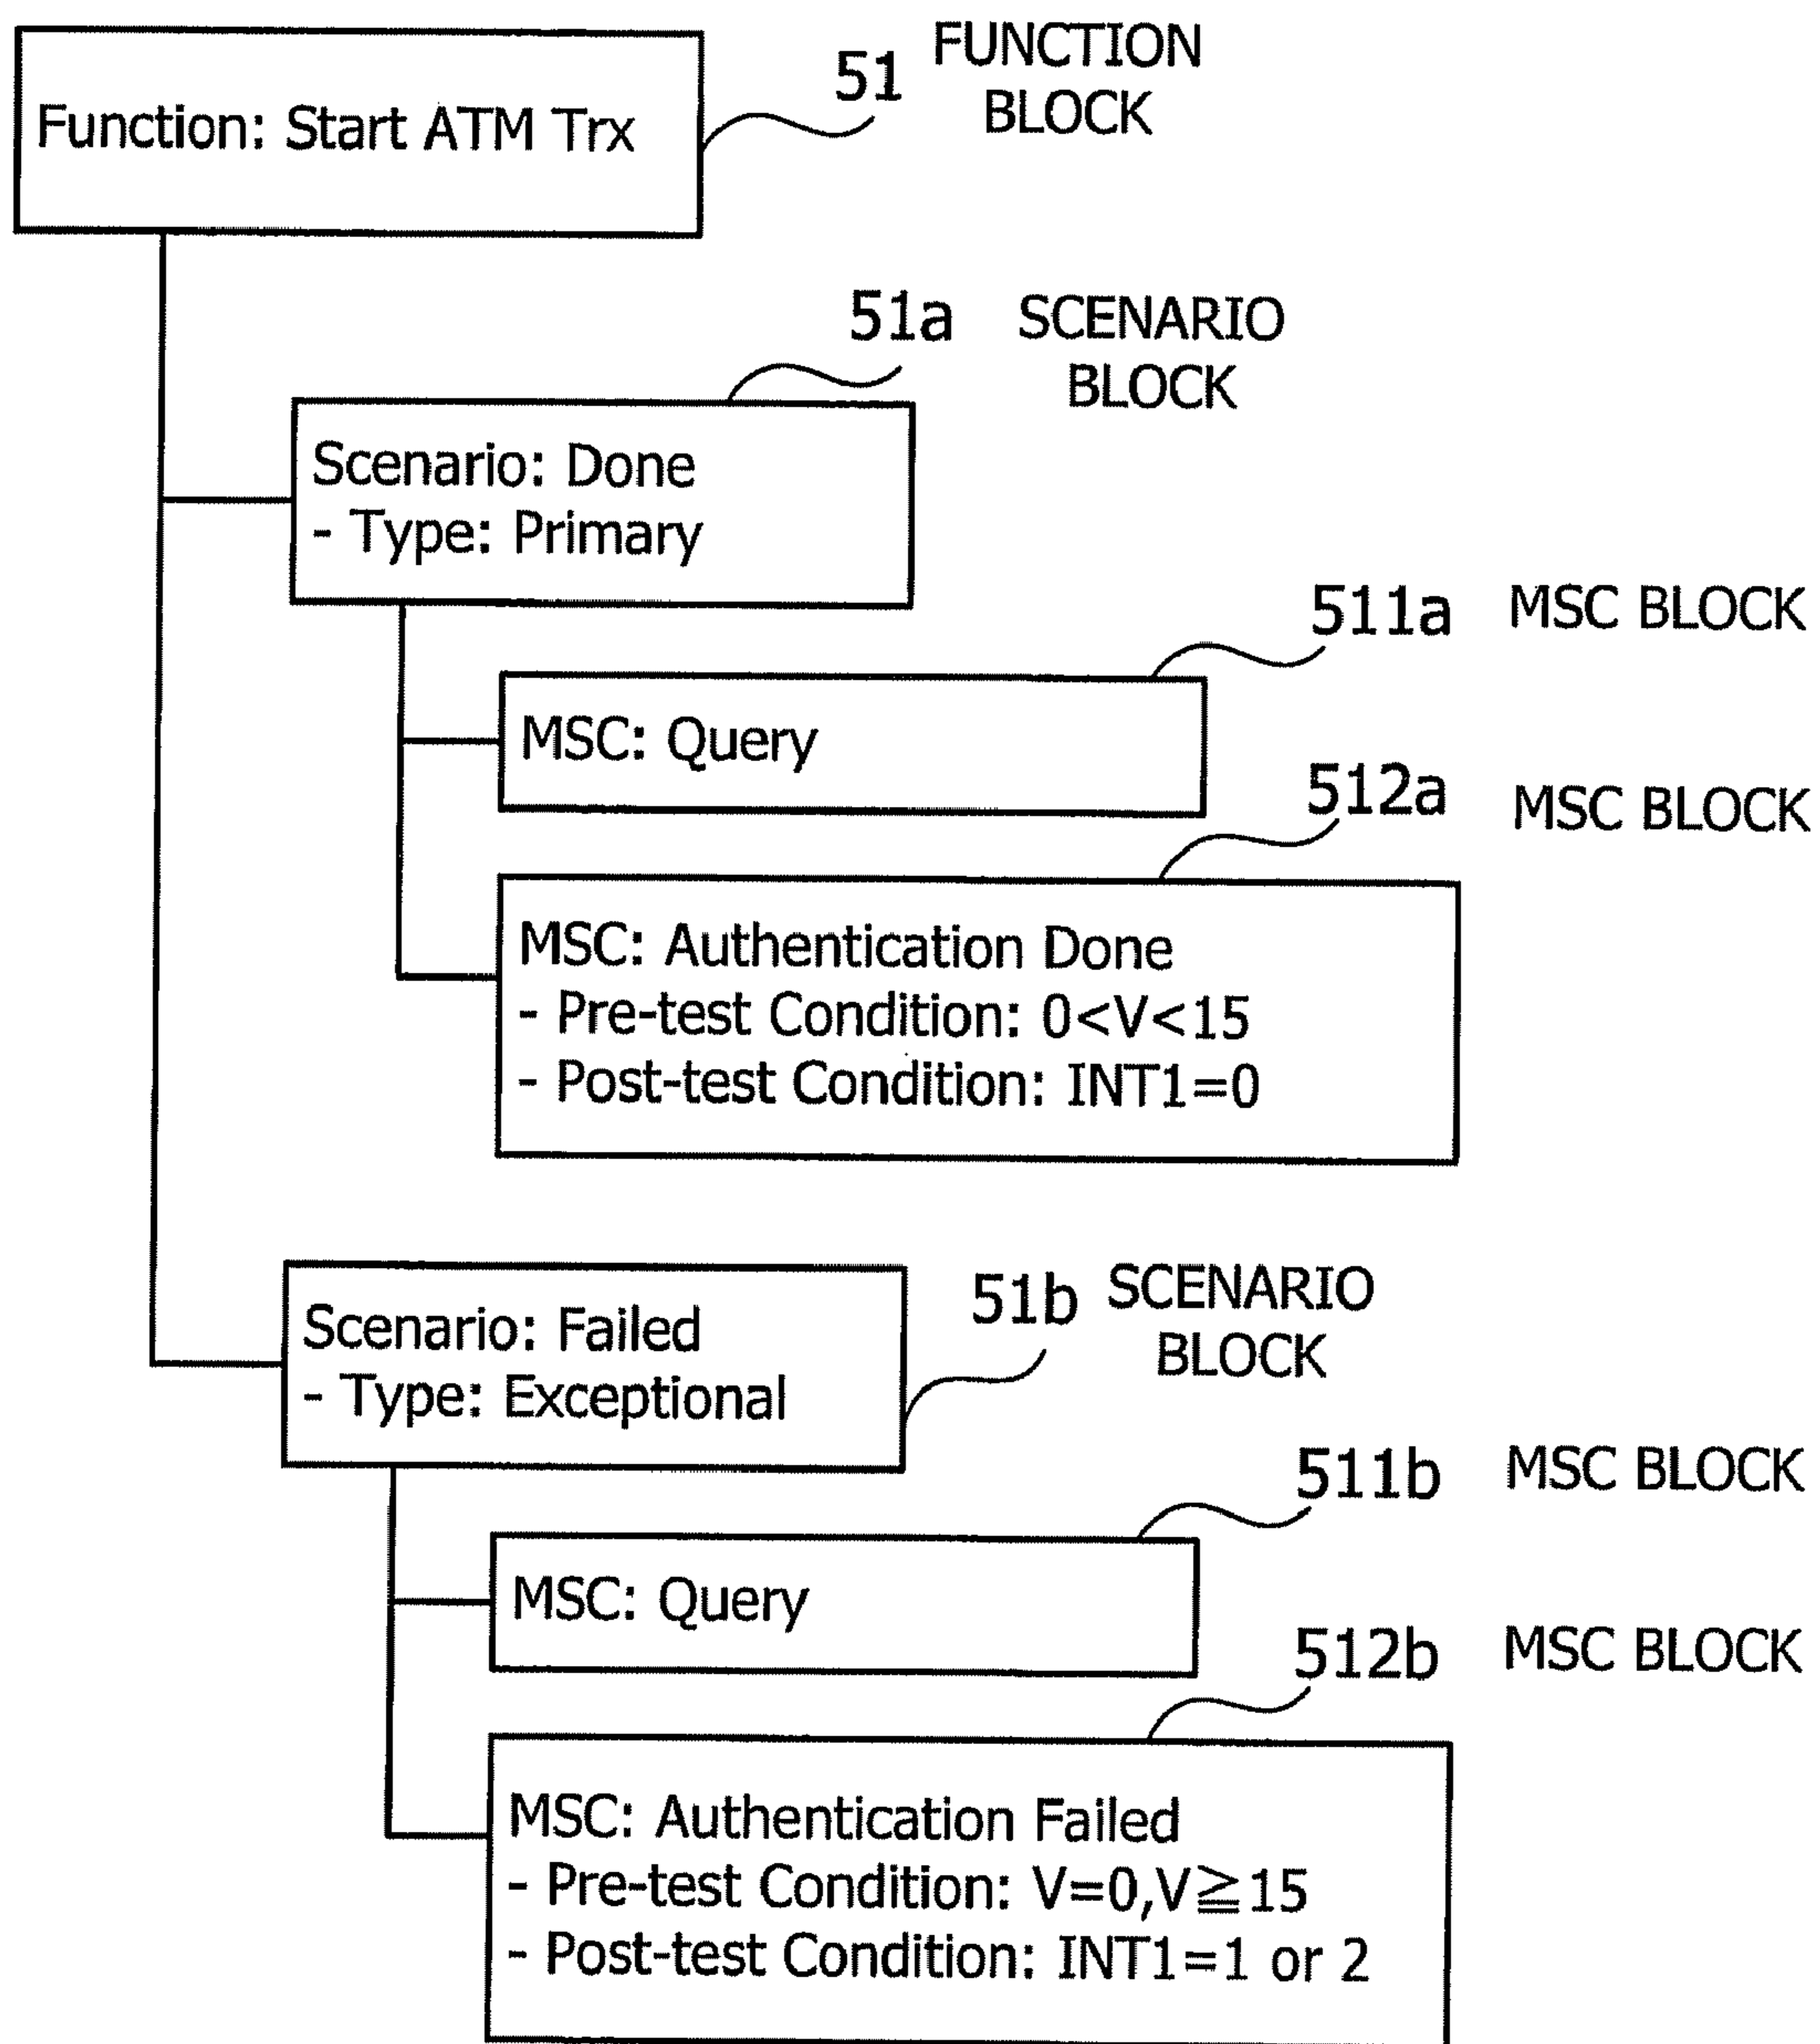 Function: Start ATM Trx
51 FUNCTION
BLOCK
51a SCENARIO
BLOCK
Scenario: Done
- Type: Primary
511a MSC BLOCK
MSC: Query
512a MSC BLOCK
MSC: Authentication Done
- Pre-test Condition: 0<V<15
- Post-test Condition: INT1=0
51b SCENARIO
BLOCK
Scenario: Failed
- Type: Exceptional
511b MSC BLOCK
MSC: Query
512b MSC BLOCK
MSC: Authentication Failed
- Pre-test Condition: V=0,V≧15
- Post-test Condition: INT1=1 or 2